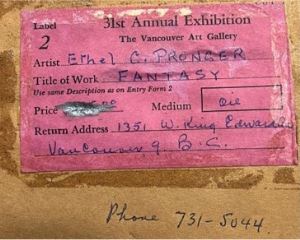 Label 31st Annual Exhibition
2 The Vancouver Art Gallery
Artist Ethel C. PRONGER
Title of Work FANTASY
Use same Description as on Entry Form 2
Price Medium Oil
Return Address 1351 W. King Edward
Vancouver 9. B.C.
Phone 731-5044